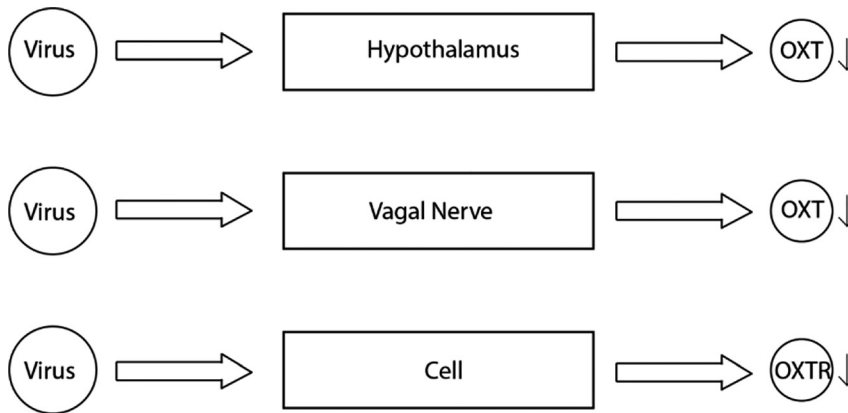 Virus Hypothalamus OXT
Virus Vagal Nerve OXT
Virus Cell OXTR